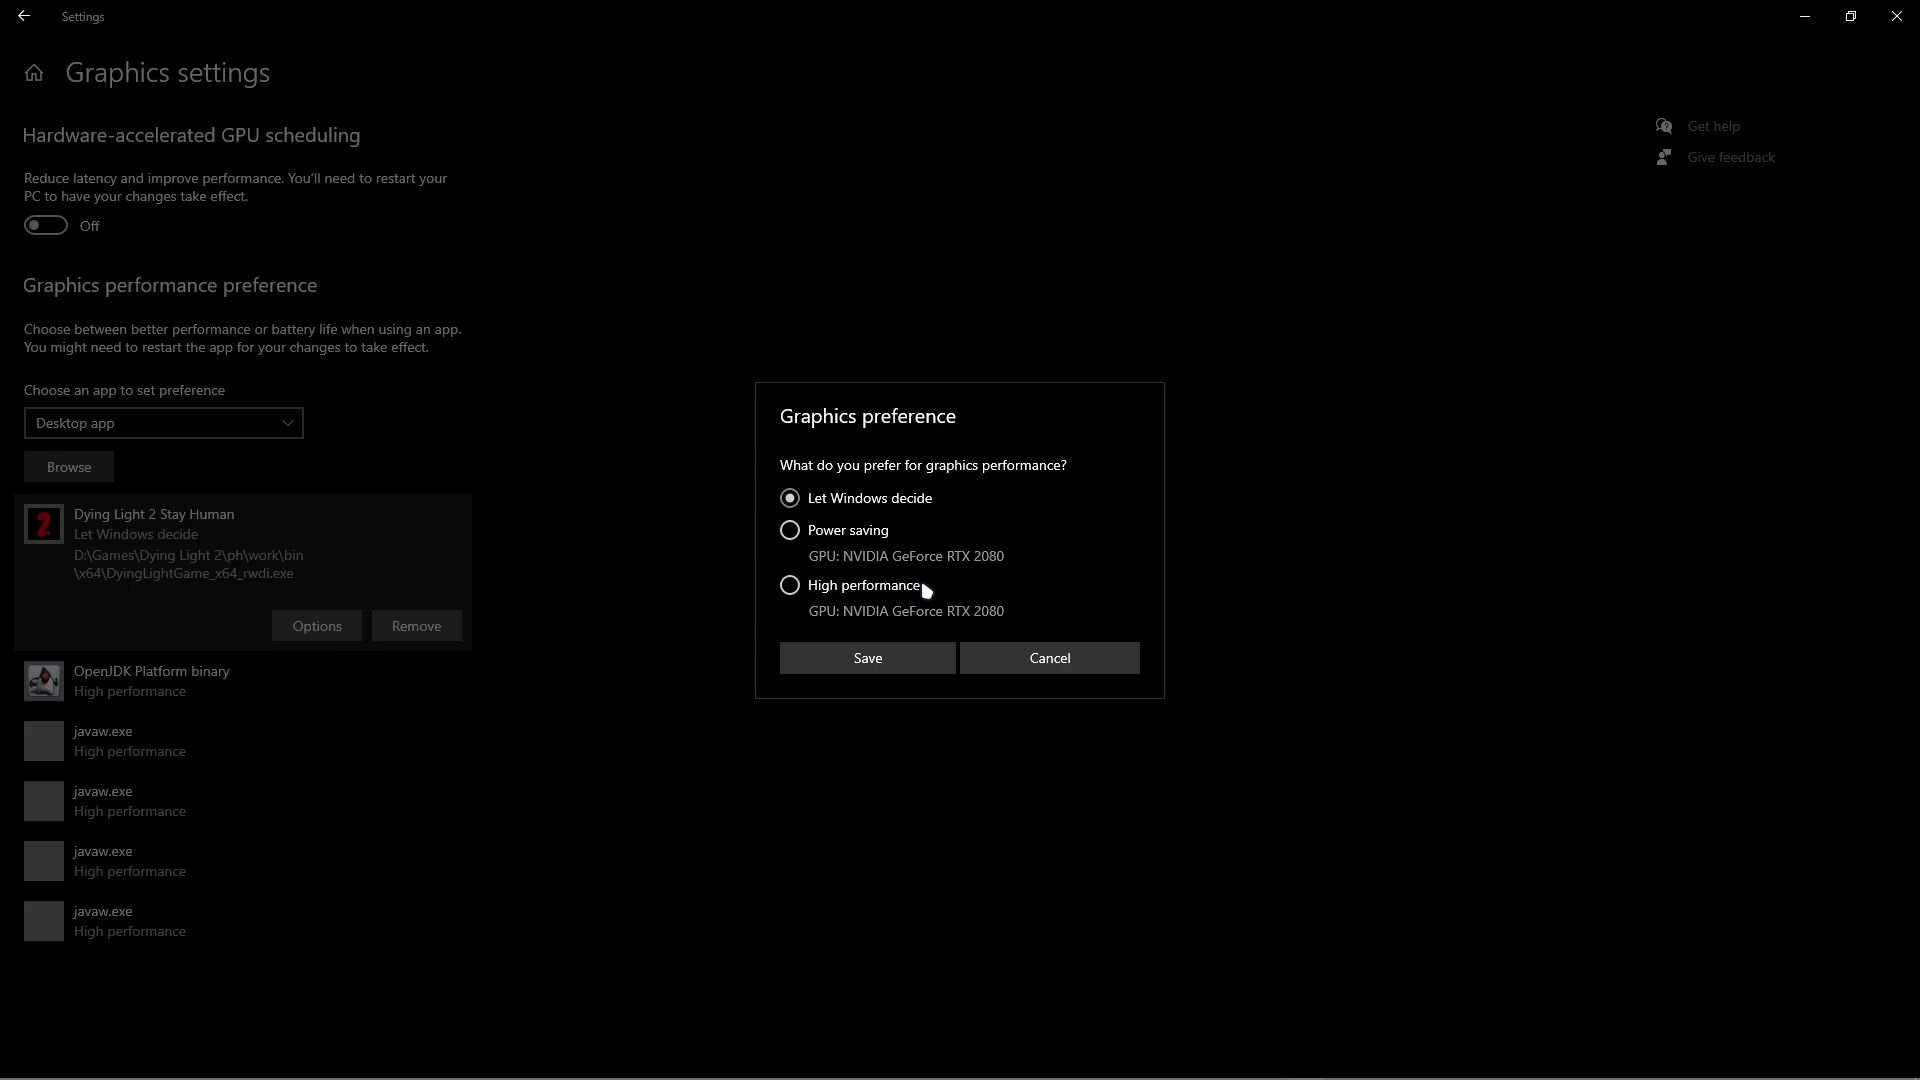 Settings
Graphics settings
Hardware-accelerated GPU scheduling
Reduce latency and improve performance. You'll need to restart your
PC to have your changes take effect.
Off
Graphics performance preference
Choose between better performance or battery life when using an app.
You might need to restart the app for your changes to take effect.
Choose an app to set preference
Desktop app
Browse
2
Dying Light 2 Stay Human
Let Windows decide
D:\Games\Dying Light 2\ph\work\bin
\x64\DyingLightGame_x64_rwdi.exe
Options
Remove
OpenJDK Platform binary
High performance
javaw.exe
High performance
javaw.exe
High performance
javaw.exe
High performance
javaw.exe
High performance
Graphics preference
What do you prefer for graphics performance?
Let Windows decide
Power saving
GPU: NVIDIA GeForce RTX 2080
High performance
GPU: NVIDIA GeForce RTX 2080
Save
Cancel
Get help
Give feedback